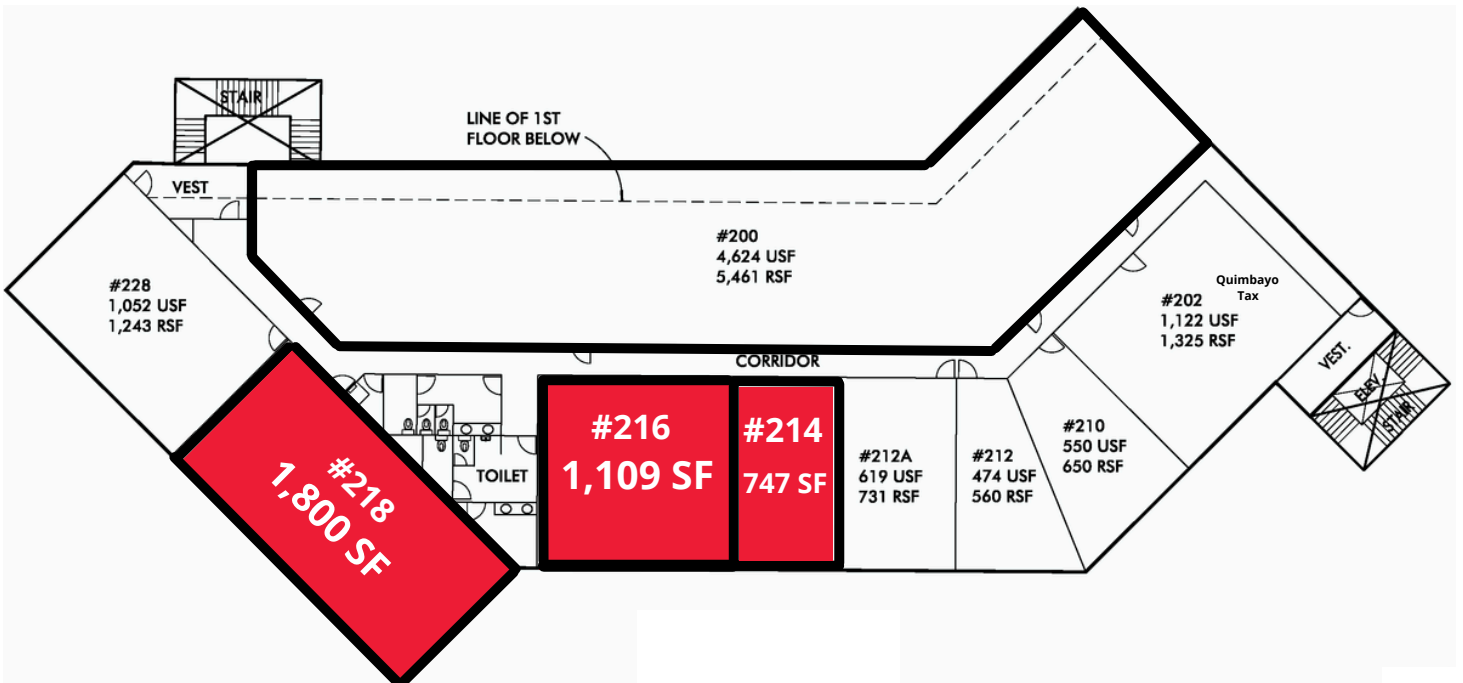 STAIR
LINE OF 1ST
FLOOR BELOW
VEST
#200
4,624 USF
5,461 RSF
#228
1,052 USF
1,243 RSF
Quimbayo
Tax
#202
1,122 USF
1,325 RSF
VEST.
ELEV.
STAIR
CORRIDOR
#218
1,800 SF
TOILET
#216
1,109 SF
#214
747 SF
#212A
619 USF
731 RSF
#212
474 USF
560 RSF
#210
550 USF
650 RSF